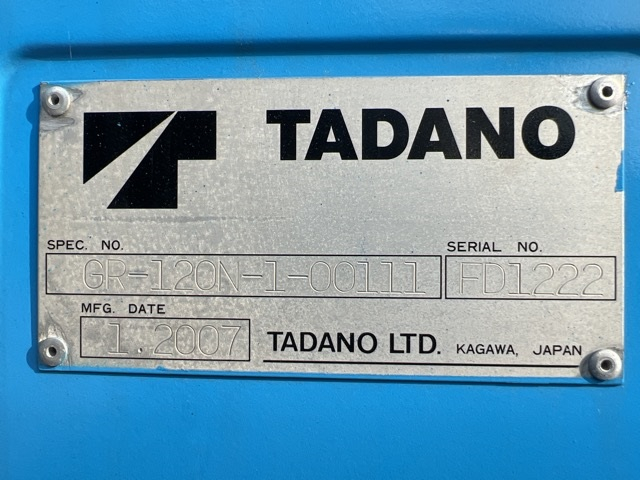 TADANO
SPEC. NO. SERIAL NO.
GR-120N-1-00111 FD1222
MFG. DATE
1.2007 TADANO LTD. KAGAWA, JAPAN